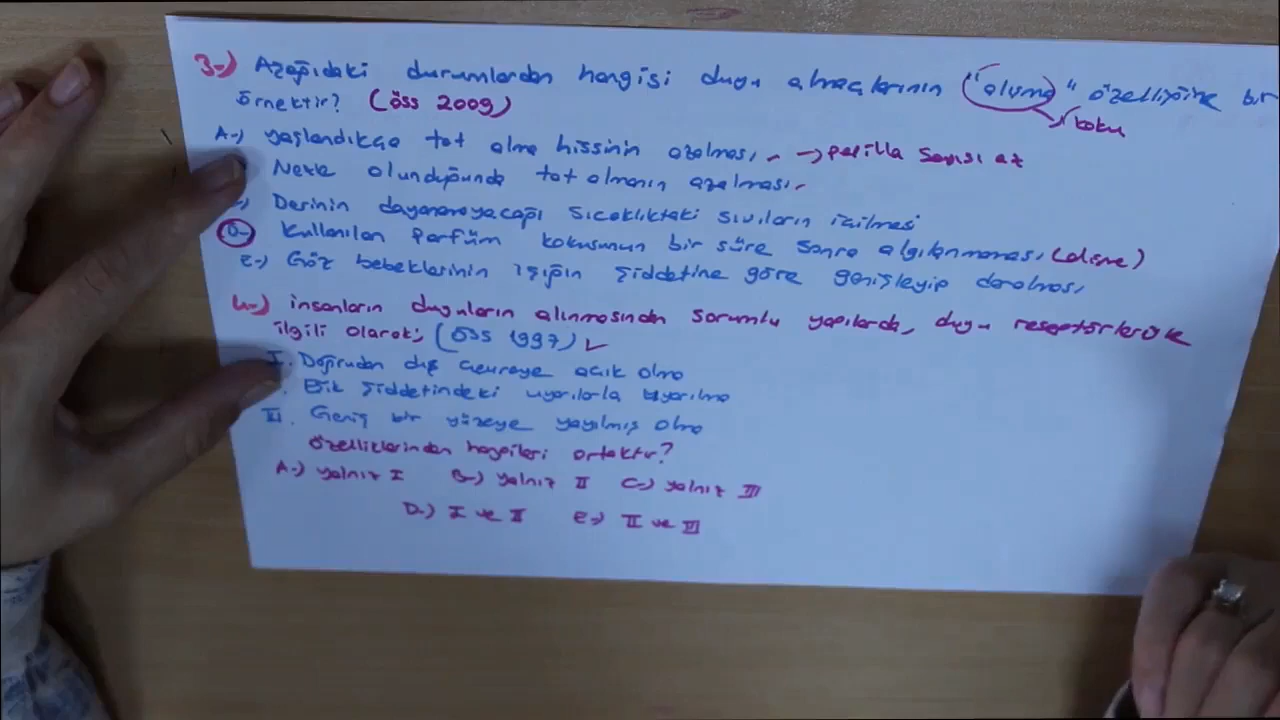 3-) Aşağıdaki durumlardan hangisi duyu almaçlarının "alışma" özelliğine bir
örnektir? (öss 2009) koku
A-) yaşlandıkça tat alma hissinin azalması. → papilla sayısı az
Nezle olunduğunda tat almanın azalması.
Derinin dayanamayacağı sıcaklıktaki sıvıların içilmesi
D-) Kullanılan parfüm kokusunun bir süre sonra algılanmaması (alışma)
E-) Göz bebeklerinin ışığın şiddetine göre genişleyip daralması,
4-) insanların duyuların alınmasından sorumlu yapılarda, duyu reseptörleriyle
ilgili olarak; (öss 1997)
I. Doğrudan dış çevreye açık olma
Eşik şiddetindeki uyarılarla uyarılma
III. Geniş bir yüzeye yayılmış olma
özelliklerinden hangileri ortaktır?
A-) yalnız I B-) yalnız II C-) yalnız III
D-) I ve II E-) II ve III